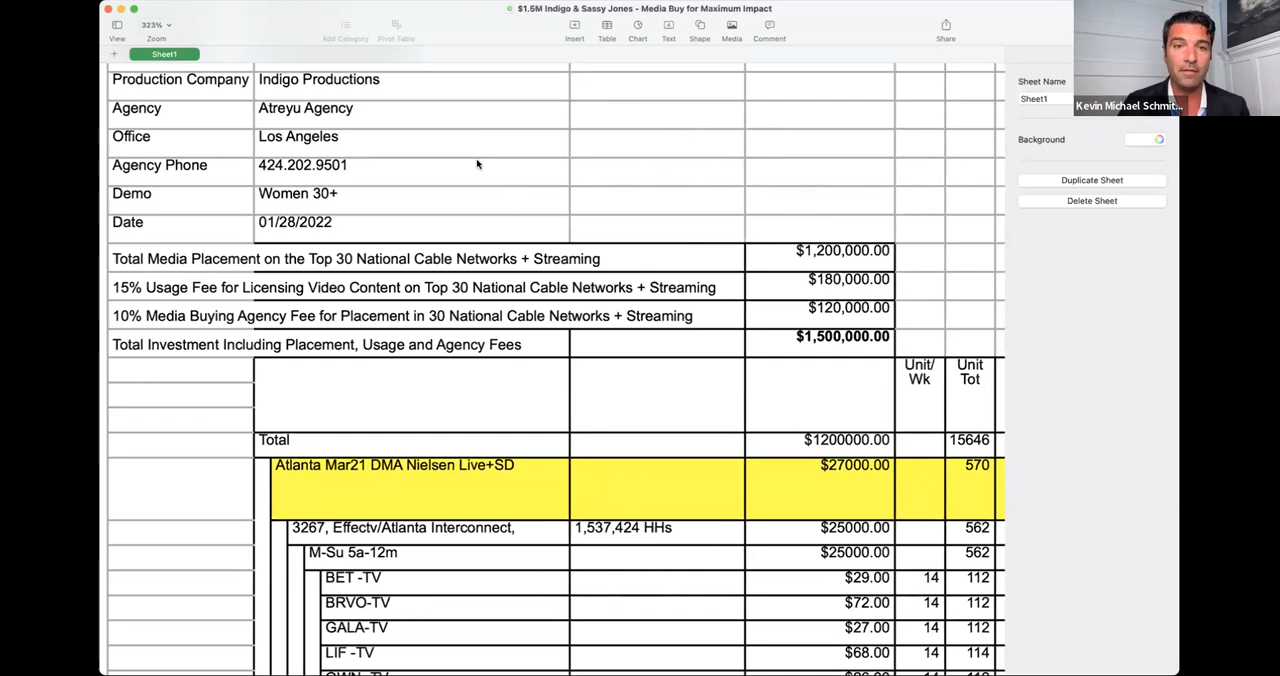 $1.5M Indigo & Sassy Jones - Media Buy for Maximum Impact
323%
View Zoom Add Category Pivot Table Insert Table Chart Text Shape Media Comment Share
Sheet1
Production Company Indigo Productions
Agency Atreyu Agency
Office Los Angeles
Agency Phone 424.202.9501
Demo Women 30+
Date 01/28/2022
Total Media Placement on the Top 30 National Cable Networks + Streaming $1,200,000.00
15% Usage Fee for Licensing Video Content on Top 30 National Cable Networks + Streaming $180,000.00
10% Media Buying Agency Fee for Placement in 30 National Cable Networks + Streaming $120,000.00
Total Investment Including Placement, Usage and Agency Fees $1,500,000.00
Unit/ Unit
Wk Tot
Total $1200000.00 15646
Atlanta Mar21 DMA Nielsen Live+SD $27000.00 570
3267, Effectv/Atlanta Interconnect, 1,537,424 HHs $25000.00 562
M-Su 5a-12m $25000.00 562
BET -TV $29.00 14 112
BRVO-TV $72.00 14 112
GALA-TV $27.00 14 112
LIF -TV $68.00 14 114
Sheet Name
Sheet1
Background
Duplicate Sheet
Delete Sheet
Kevin Michael Schmit...